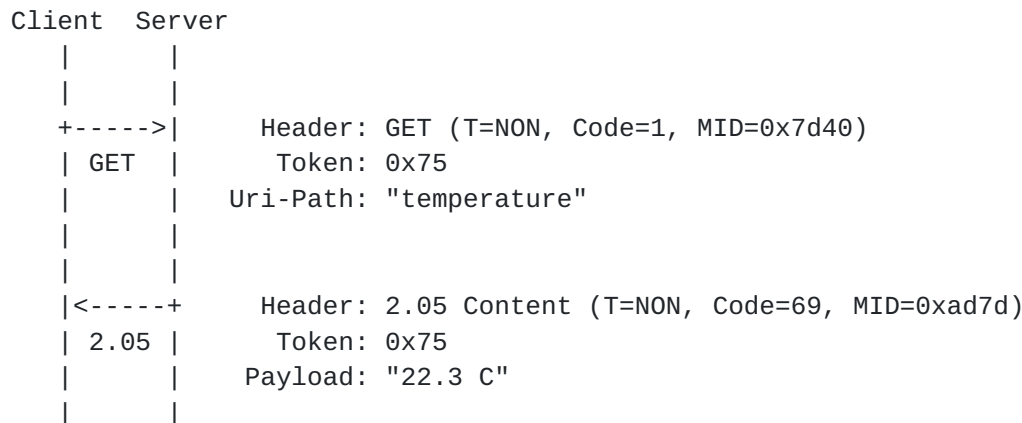 Client  Server
   |      |
   |      |
   +----->|     Header: GET (T=NON, Code=1, MID=0x7d40)
   | GET  |      Token: 0x75
   |      |   Uri-Path: "temperature"
   |      |
   |      |
   |<-----+     Header: 2.05 Content (T=NON, Code=69, MID=0xad7d)
   | 2.05 |      Token: 0x75
   |      |    Payload: "22.3 C"
   |      |